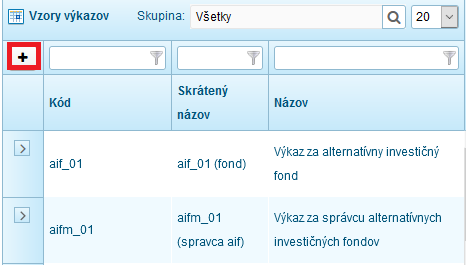 Vzory výkazov Skupina: Všetky 20
Kód Skrátený názov Názov
aif_01 aif_01 (fond) Výkaz za alternatívny investičný fond
aifm_01 aifm_01 (spravca aif) Výkaz za správcu alternatívnych investičných fondov